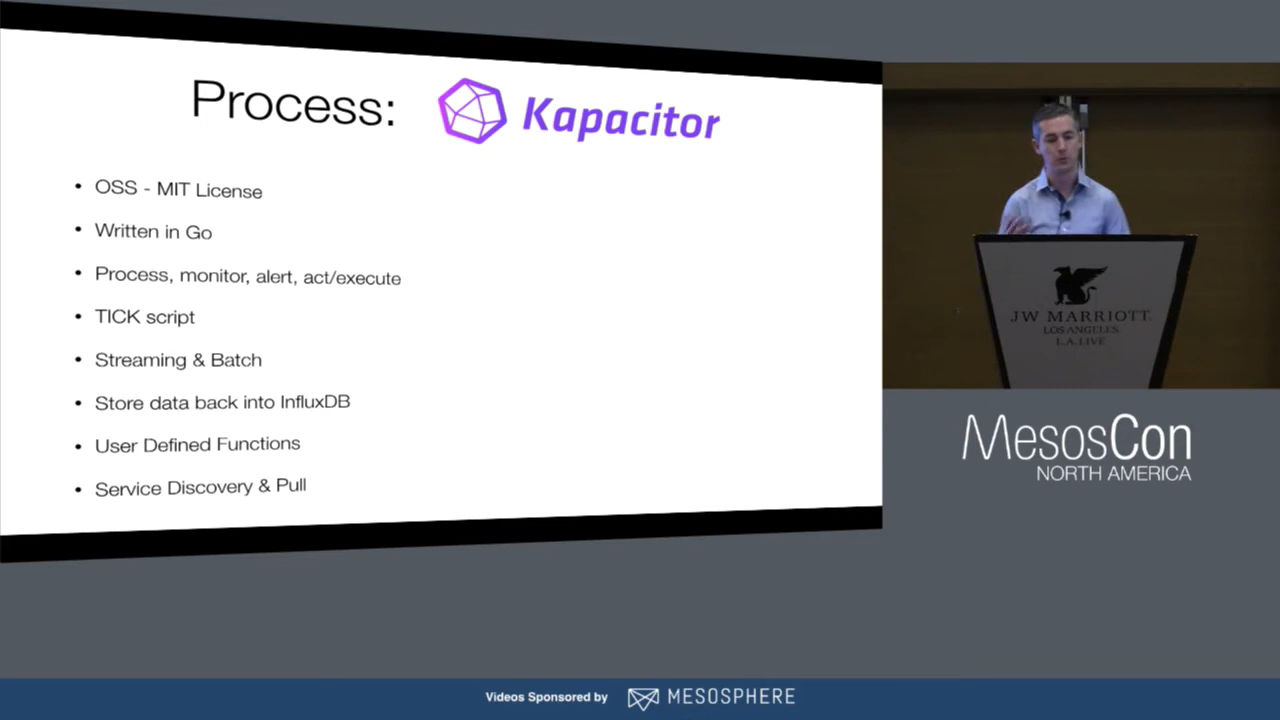 Process: Kapacitor
• OSS - MIT License
• Written in Go
• Process, monitor, alert, act/execute
• TICK script
• Streaming & Batch
• Store data back into InfluxDB
• User Defined Functions
• Service Discovery & Pull
JW MARRIOTT
LOS ANGELES
L.A. LIVE
MesosCon
NORTH AMERICA
Videos Sponsored by MESOSPHERE